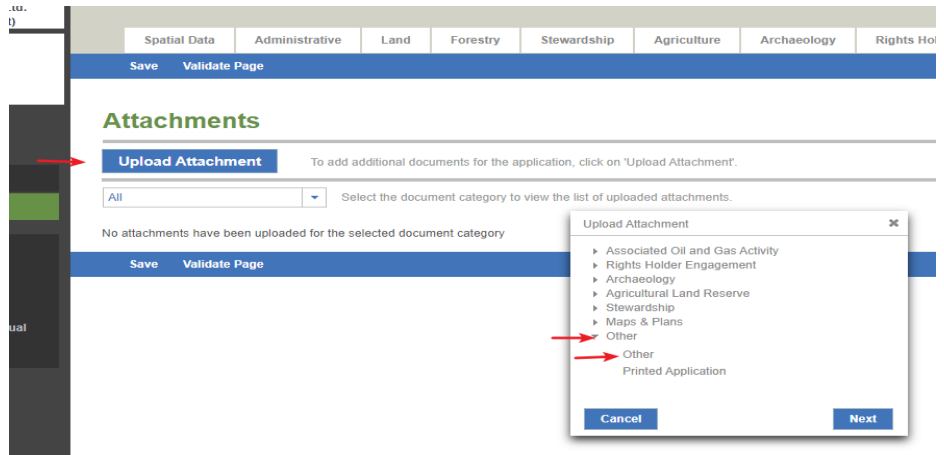 t)
Spatial Data Administrative Land Forestry Stewardship Agriculture Archaeology Rights Hol
Save Validate Page
Attachments
Upload Attachment To add additional documents for the application, click on 'Upload Attachment'.
All Select the document category to view the list of uploaded attachments.
No attachments have been uploaded for the selected document category
Save Validate Page
ual
Upload Attachment
Associated Oil and Gas Activity
Rights Holder Engagement
Archaeology
Agricultural Land Reserve
Stewardship
Maps & Plans
Other
Other
Printed Application
Cancel Next